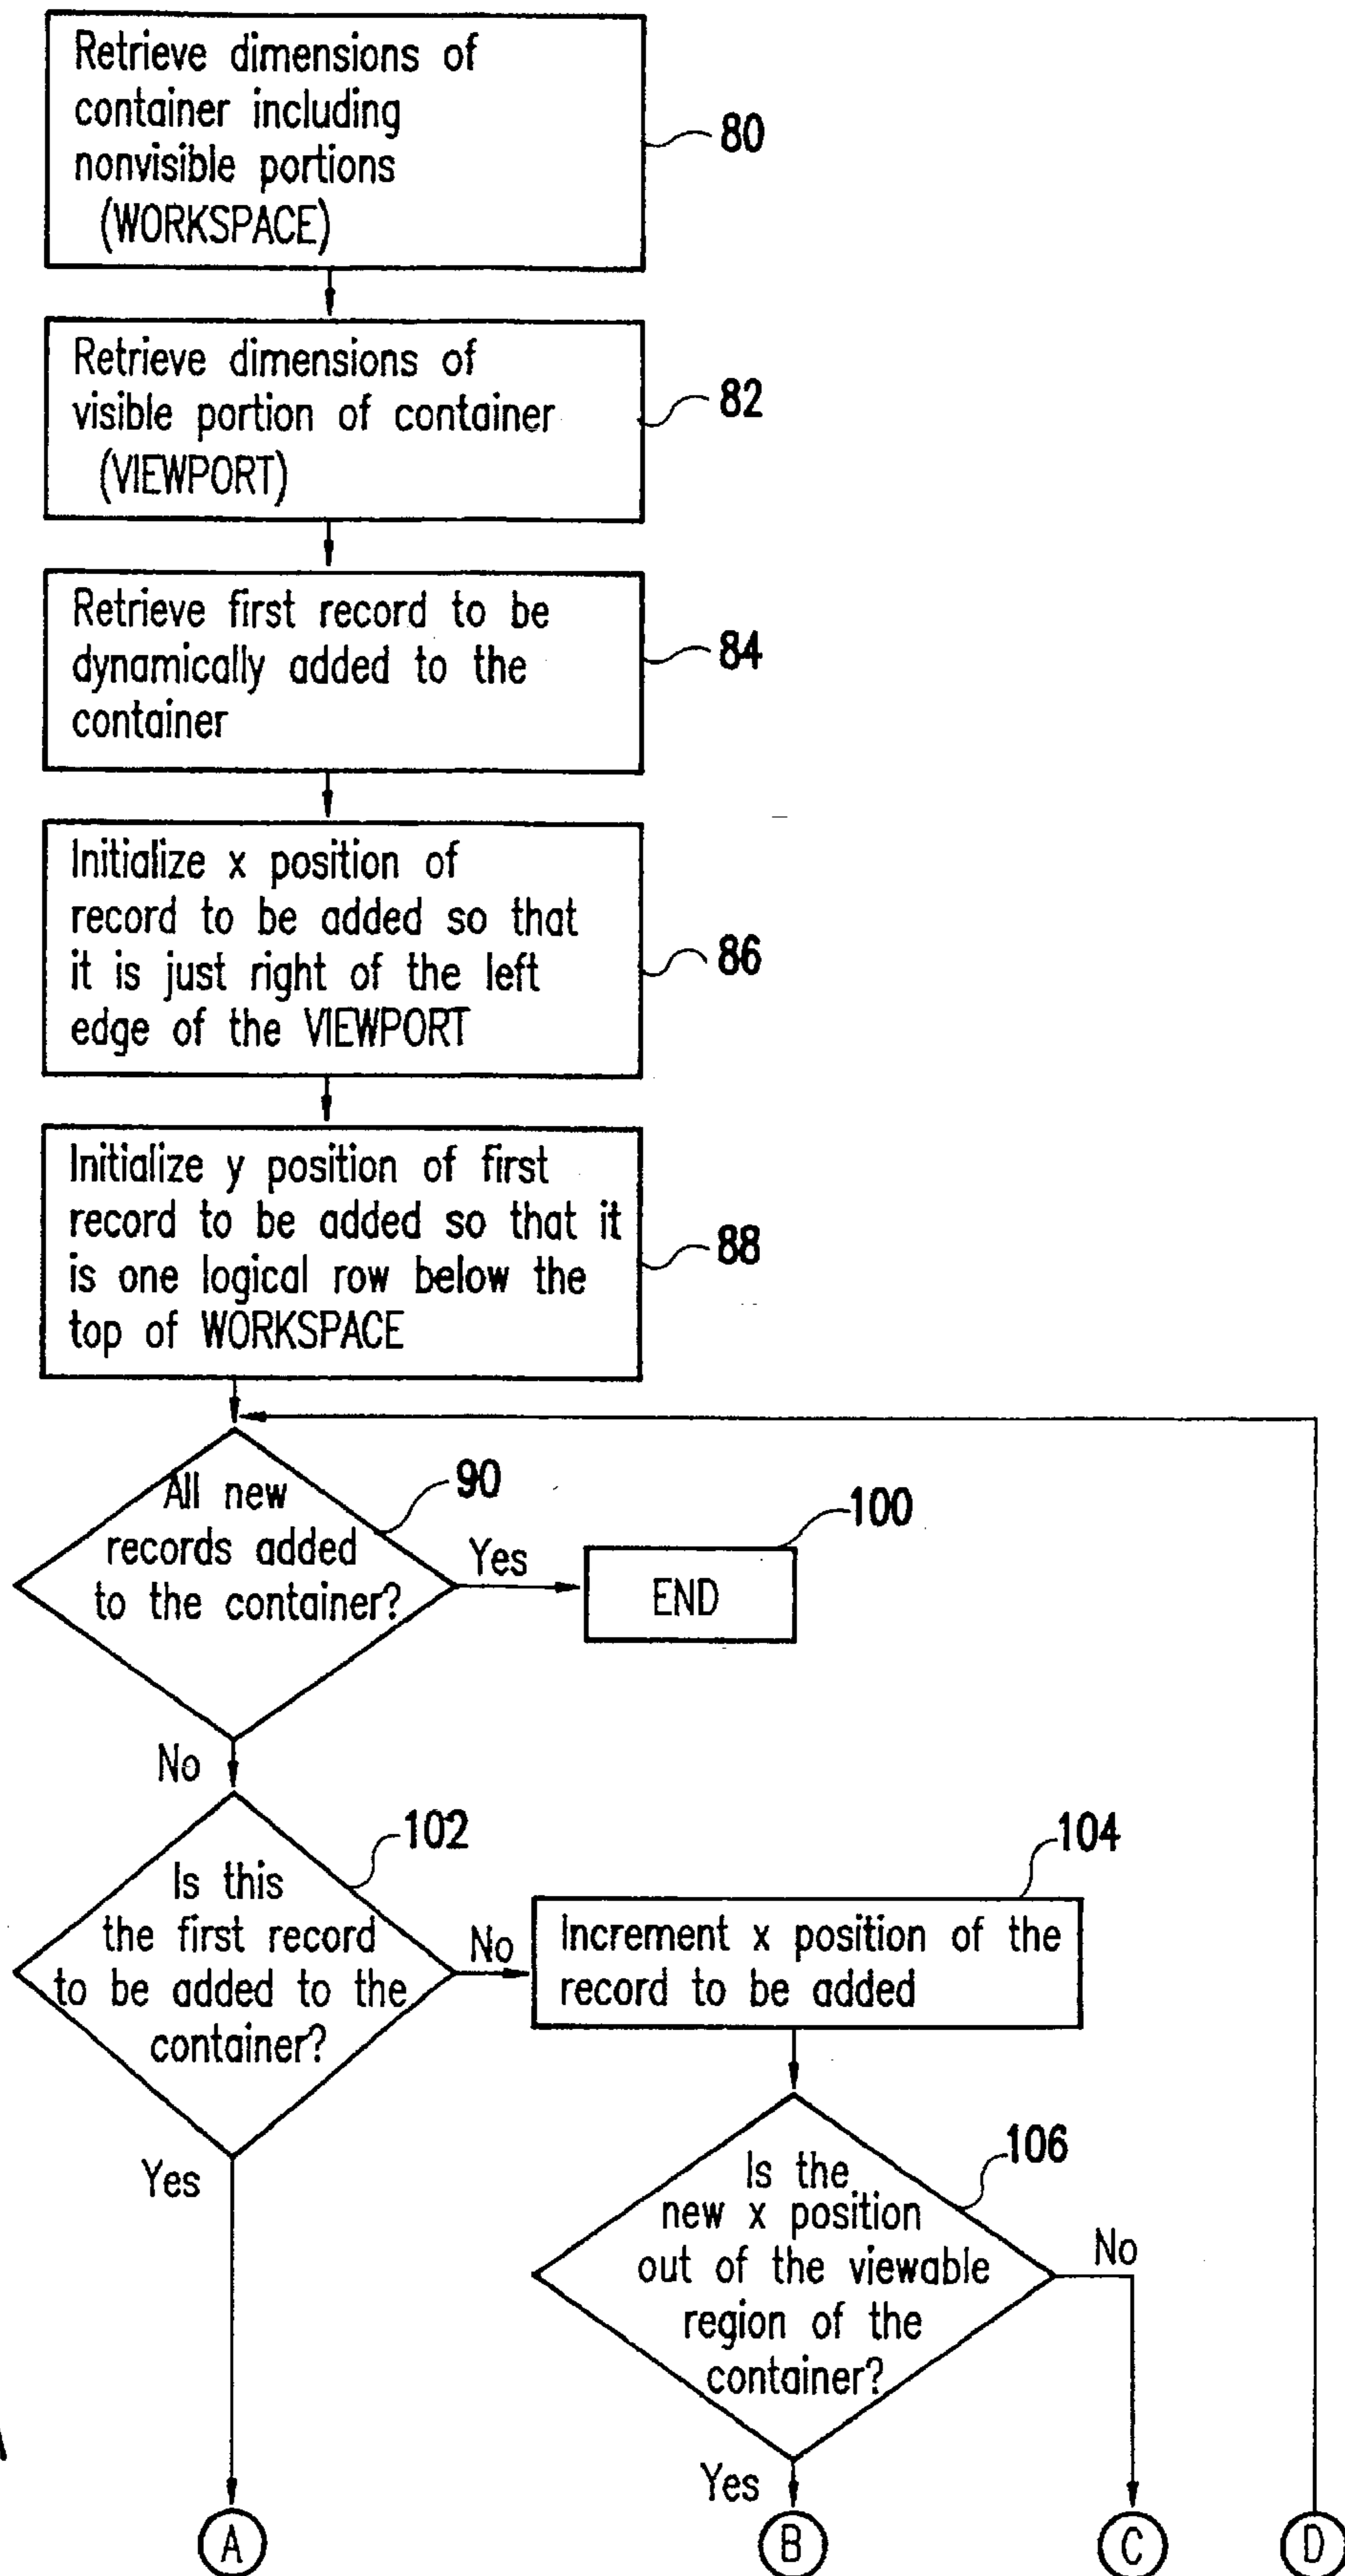 Retrieve dimensions of
container including
nonvisible portions
(WORKSPACE)
80
Retrieve dimensions of
visible portion of container
(VIEWPORT)
82
Retrieve first record to be
dynamically added to the
container
84
Initialize x position of
record to be added so that
it is just right of the left
edge of the VIEWPORT
86
Initialize y position of first
record to be added so that it
is one logical row below the
top of WORKSPACE
88
All new
records added
to the container?
90
Yes
100
END
No
Is this
the first record
to be added to the
container?
102
No
104
Increment x position of the
record to be added
Yes
Is the
new x position
out of the viewable
region of the
container?
106
No
Yes
A
B
C
D